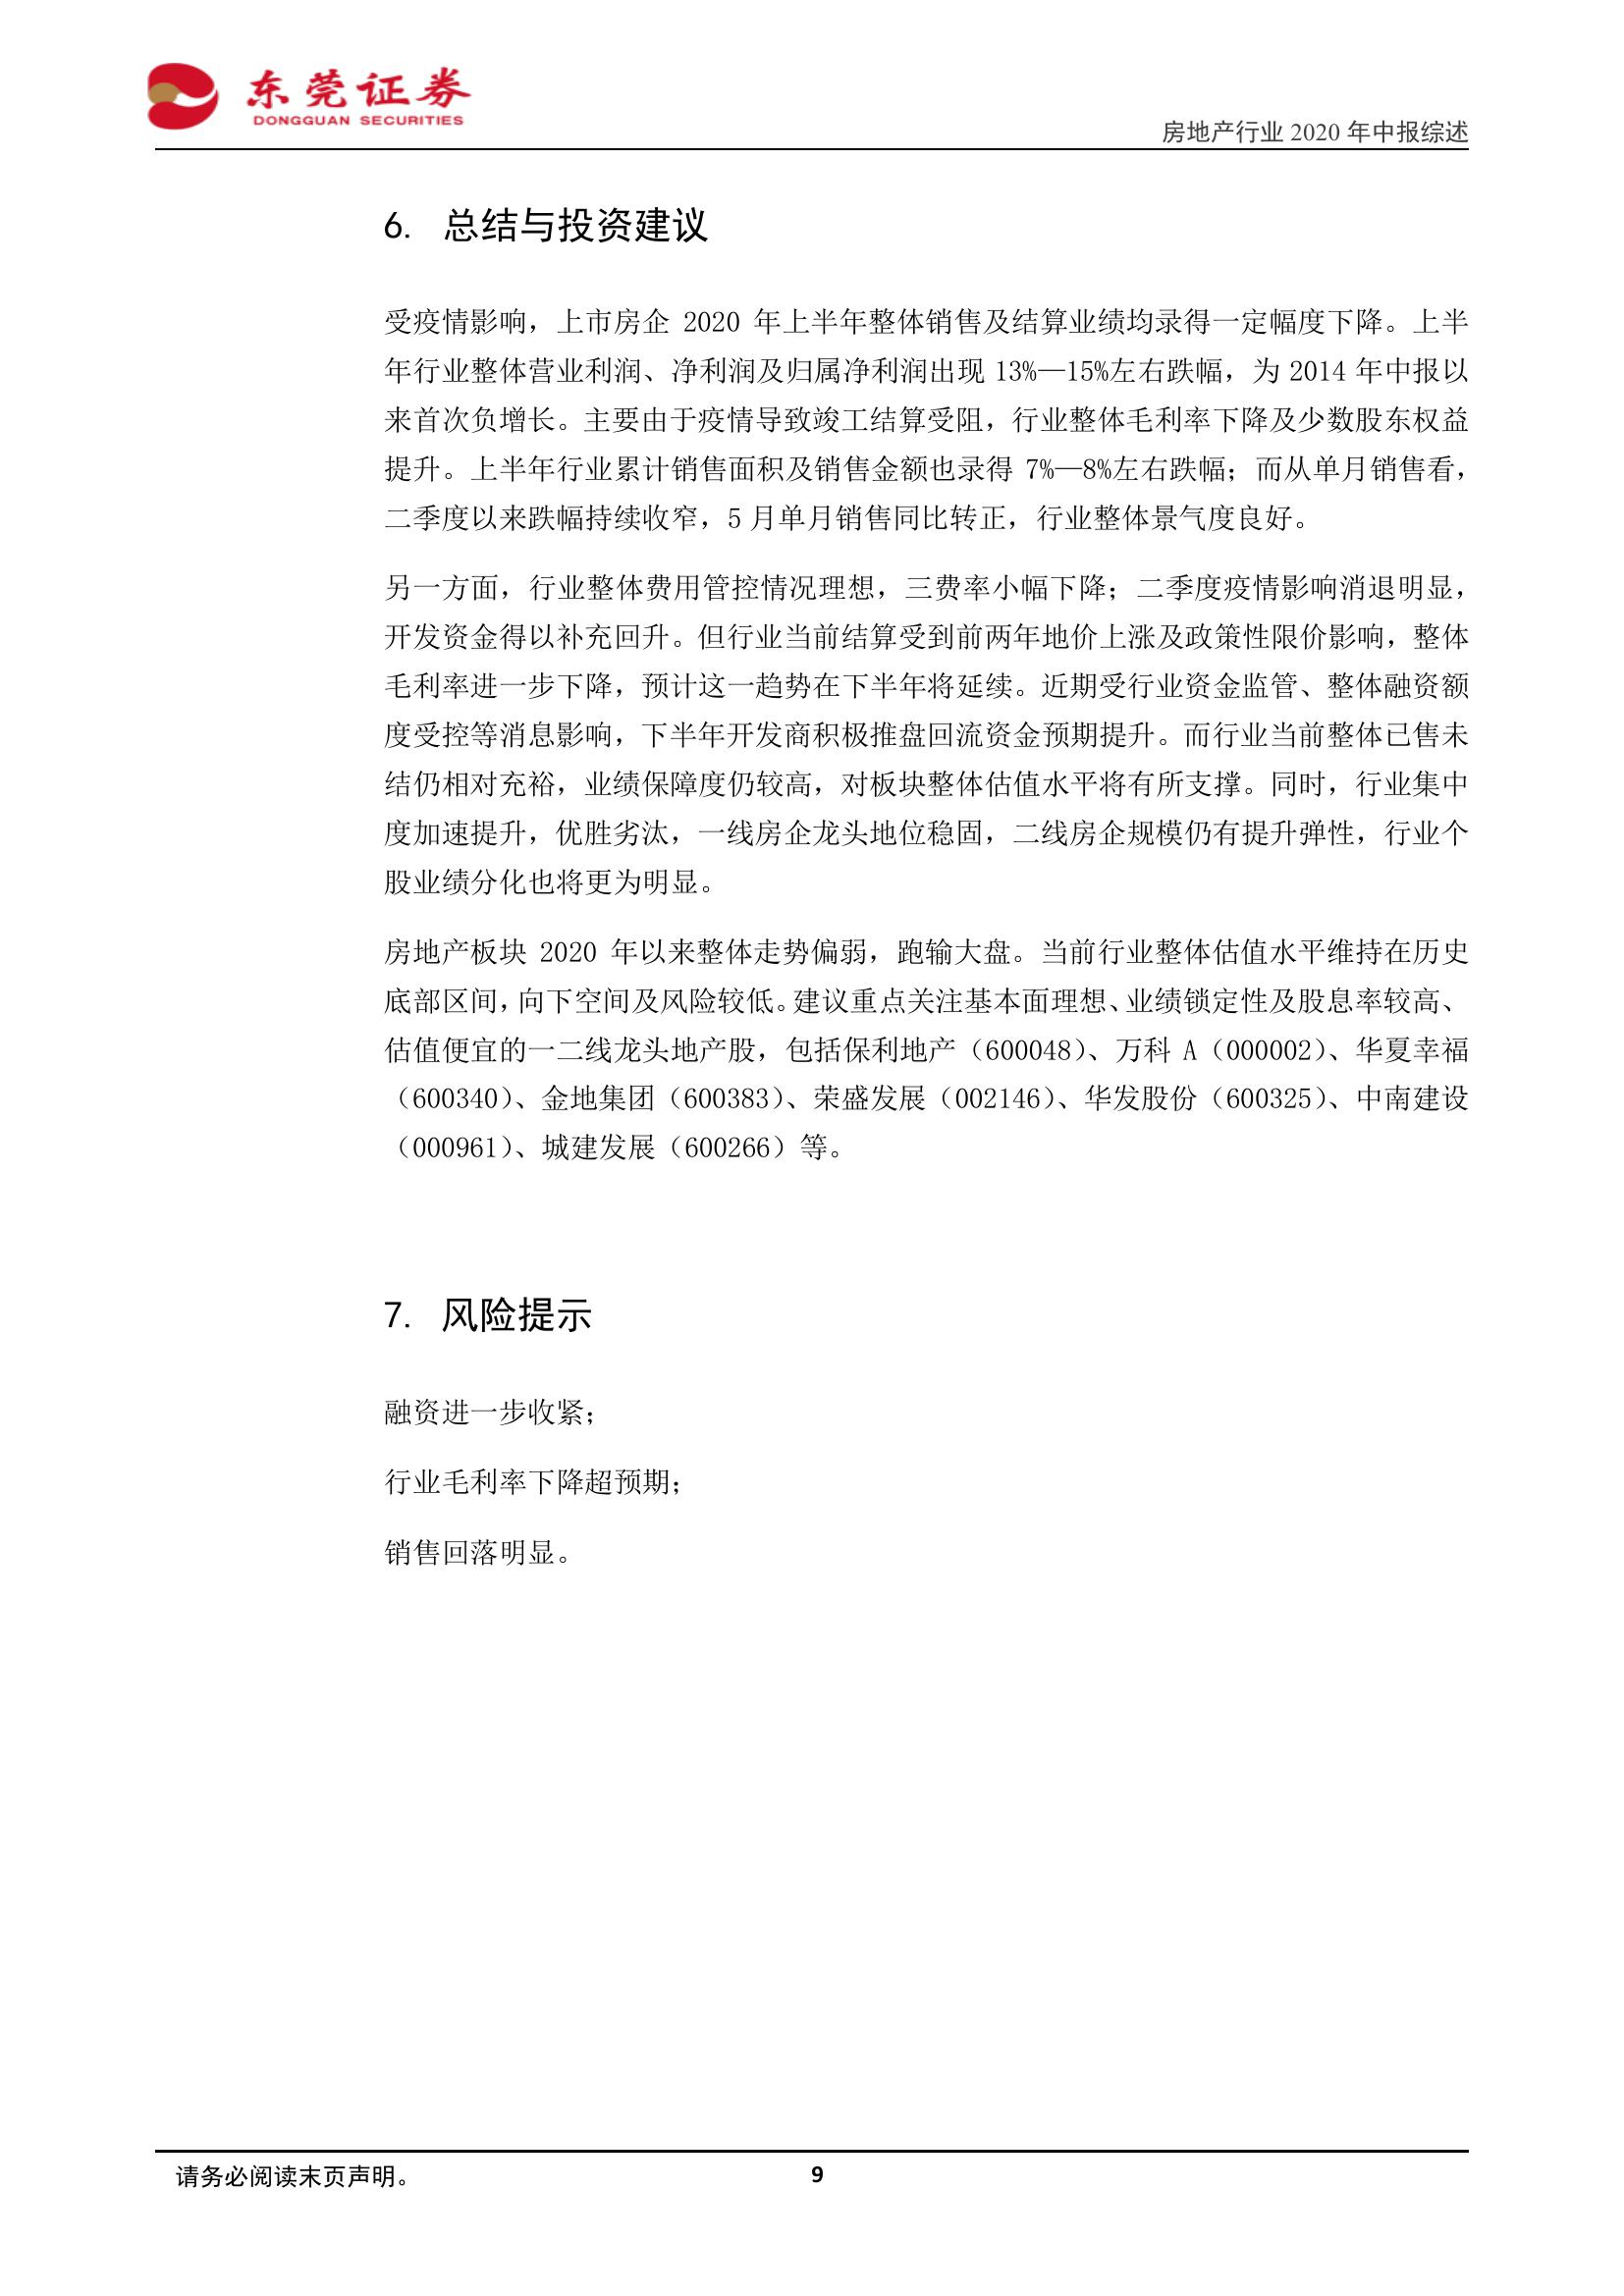 东莞证券
DONGGUAN SECURITIES
房地产行业 2020 年中报综述
6. 总结与投资建议
受疫情影响，上市房企 2020 年上半年整体销售及结算业绩均录得一定幅度下降。上半
年行业整体营业利润、净利润及归属净利润出现 13%—15%左右跌幅，为 2014 年中报以
来首次负增长。主要由于疫情导致竣工结算受阻，行业整体毛利率下降及少数股东权益
提升。上半年行业累计销售面积及销售金额也录得 7%—8%左右跌幅；而从单月销售看，
二季度以来跌幅持续收窄，5 月单月销售同比转正，行业整体景气度良好。
另一方面，行业整体费用管控情况理想，三费率小幅下降；二季度疫情影响消退明显，
开发资金得以补充回升。但行业当前结算受到前两年地价上涨及政策性限价影响，整体
毛利率进一步下降，预计这一趋势在下半年将延续。近期受行业资金监管、整体融资额
度受控等消息影响，下半年开发商积极推盘回流资金预期提升。而行业当前整体已售未
结仍相对充裕，业绩保障度仍较高，对板块整体估值水平将有所支撑。同时，行业集中
度加速提升，优胜劣汰，一线房企龙头地位稳固，二线房企规模仍有提升弹性，行业个
股业绩分化也将更为明显。
房地产板块 2020 年以来整体走势偏弱，跑输大盘。当前行业整体估值水平维持在历史
底部区间，向下空间及风险较低。建议重点关注基本面理想、业绩锁定性及股息率较高、
估值便宜的一二线龙头地产股，包括保利地产（600048）、万科 A（000002）、华夏幸福
（600340）、金地集团（600383）、荣盛发展（002146）、华发股份（600325）、中南建设
（000961）、城建发展（600266）等。
7. 风险提示
融资进一步收紧；
行业毛利率下降超预期；
销售回落明显。
请务必阅读末页声明。
9